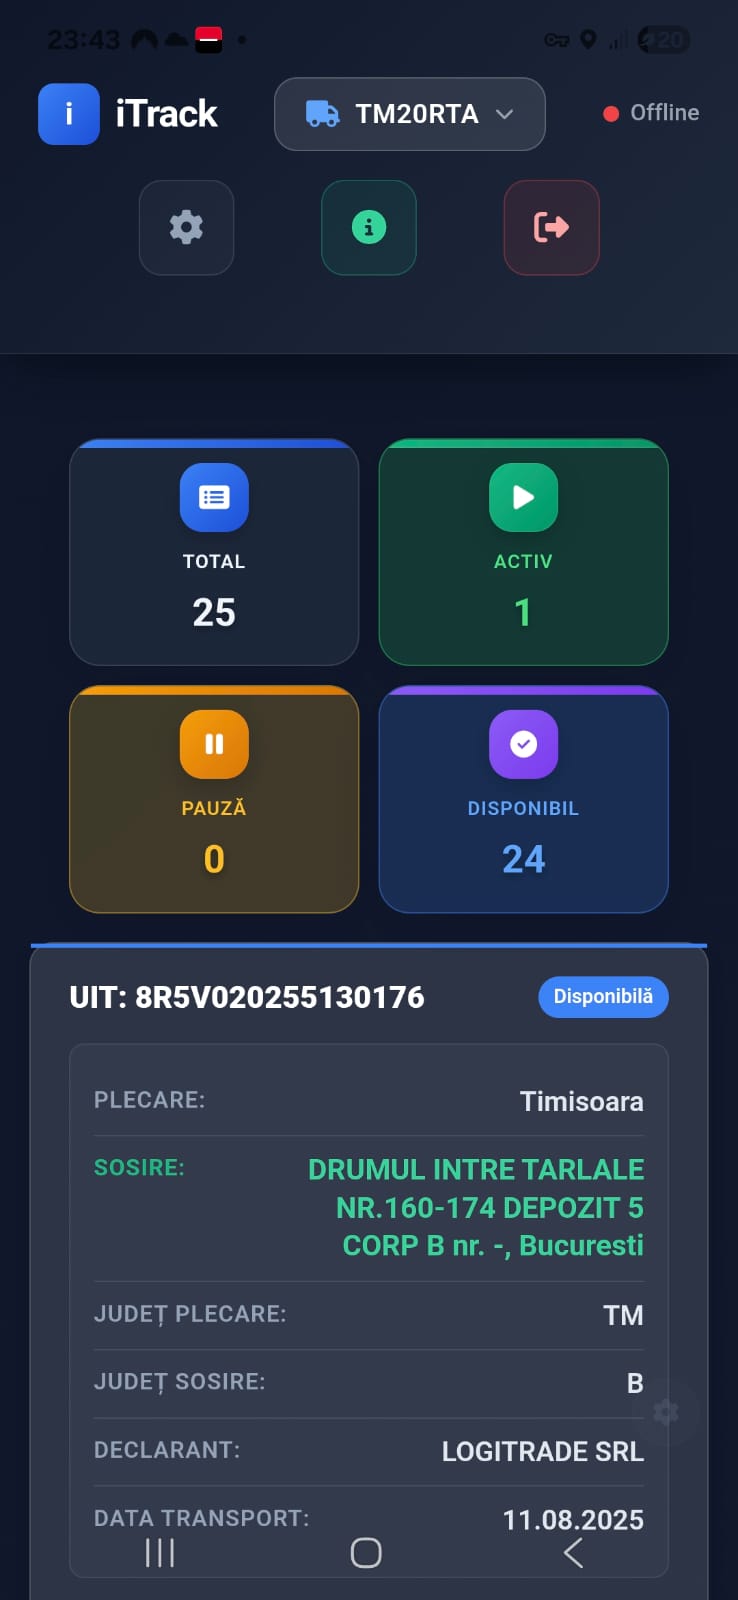 23:43
20
i iTrack
TM20RTA
Offline
TOTAL
25
ACTIV
1
PAUZĂ
0
DISPONIBIL
24
UIT: 8R5V020255130176
Disponibilă
PLECARE:
Timisoara
SOSIRE:
DRUMUL INTRE TARLALE
NR.160-174 DEPOZIT 5
CORP B nr. -, Bucuresti
JUDEȚ PLECARE:
TM
JUDEȚ SOSIRE:
B
DECLARANT:
LOGITRADE SRL
DATA TRANSPORT:
11.08.2025